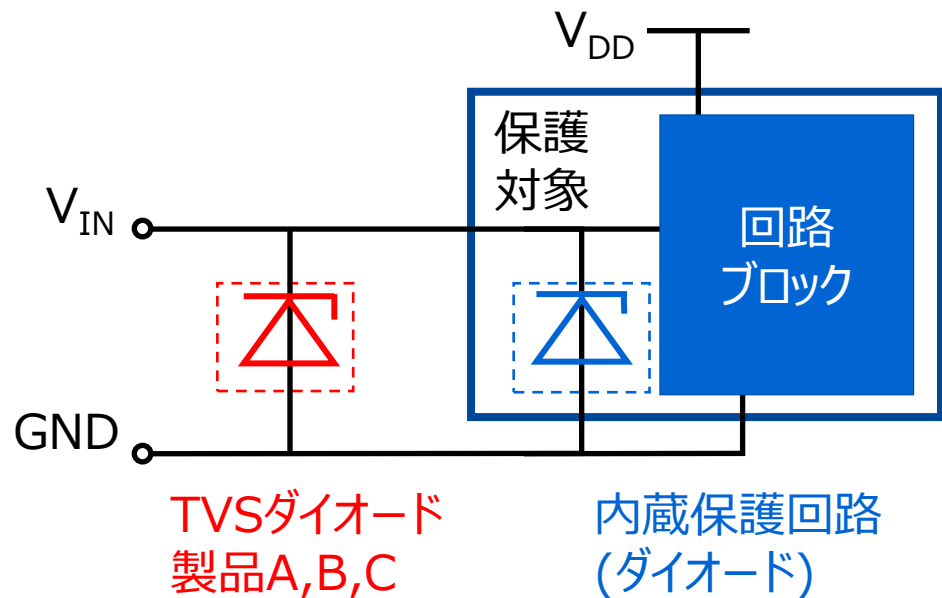 VDD
保護
対象
VIN
回路
ブロック
GND
TVSダイオード
製品A,B,C
内蔵保護回路
(ダイオード)